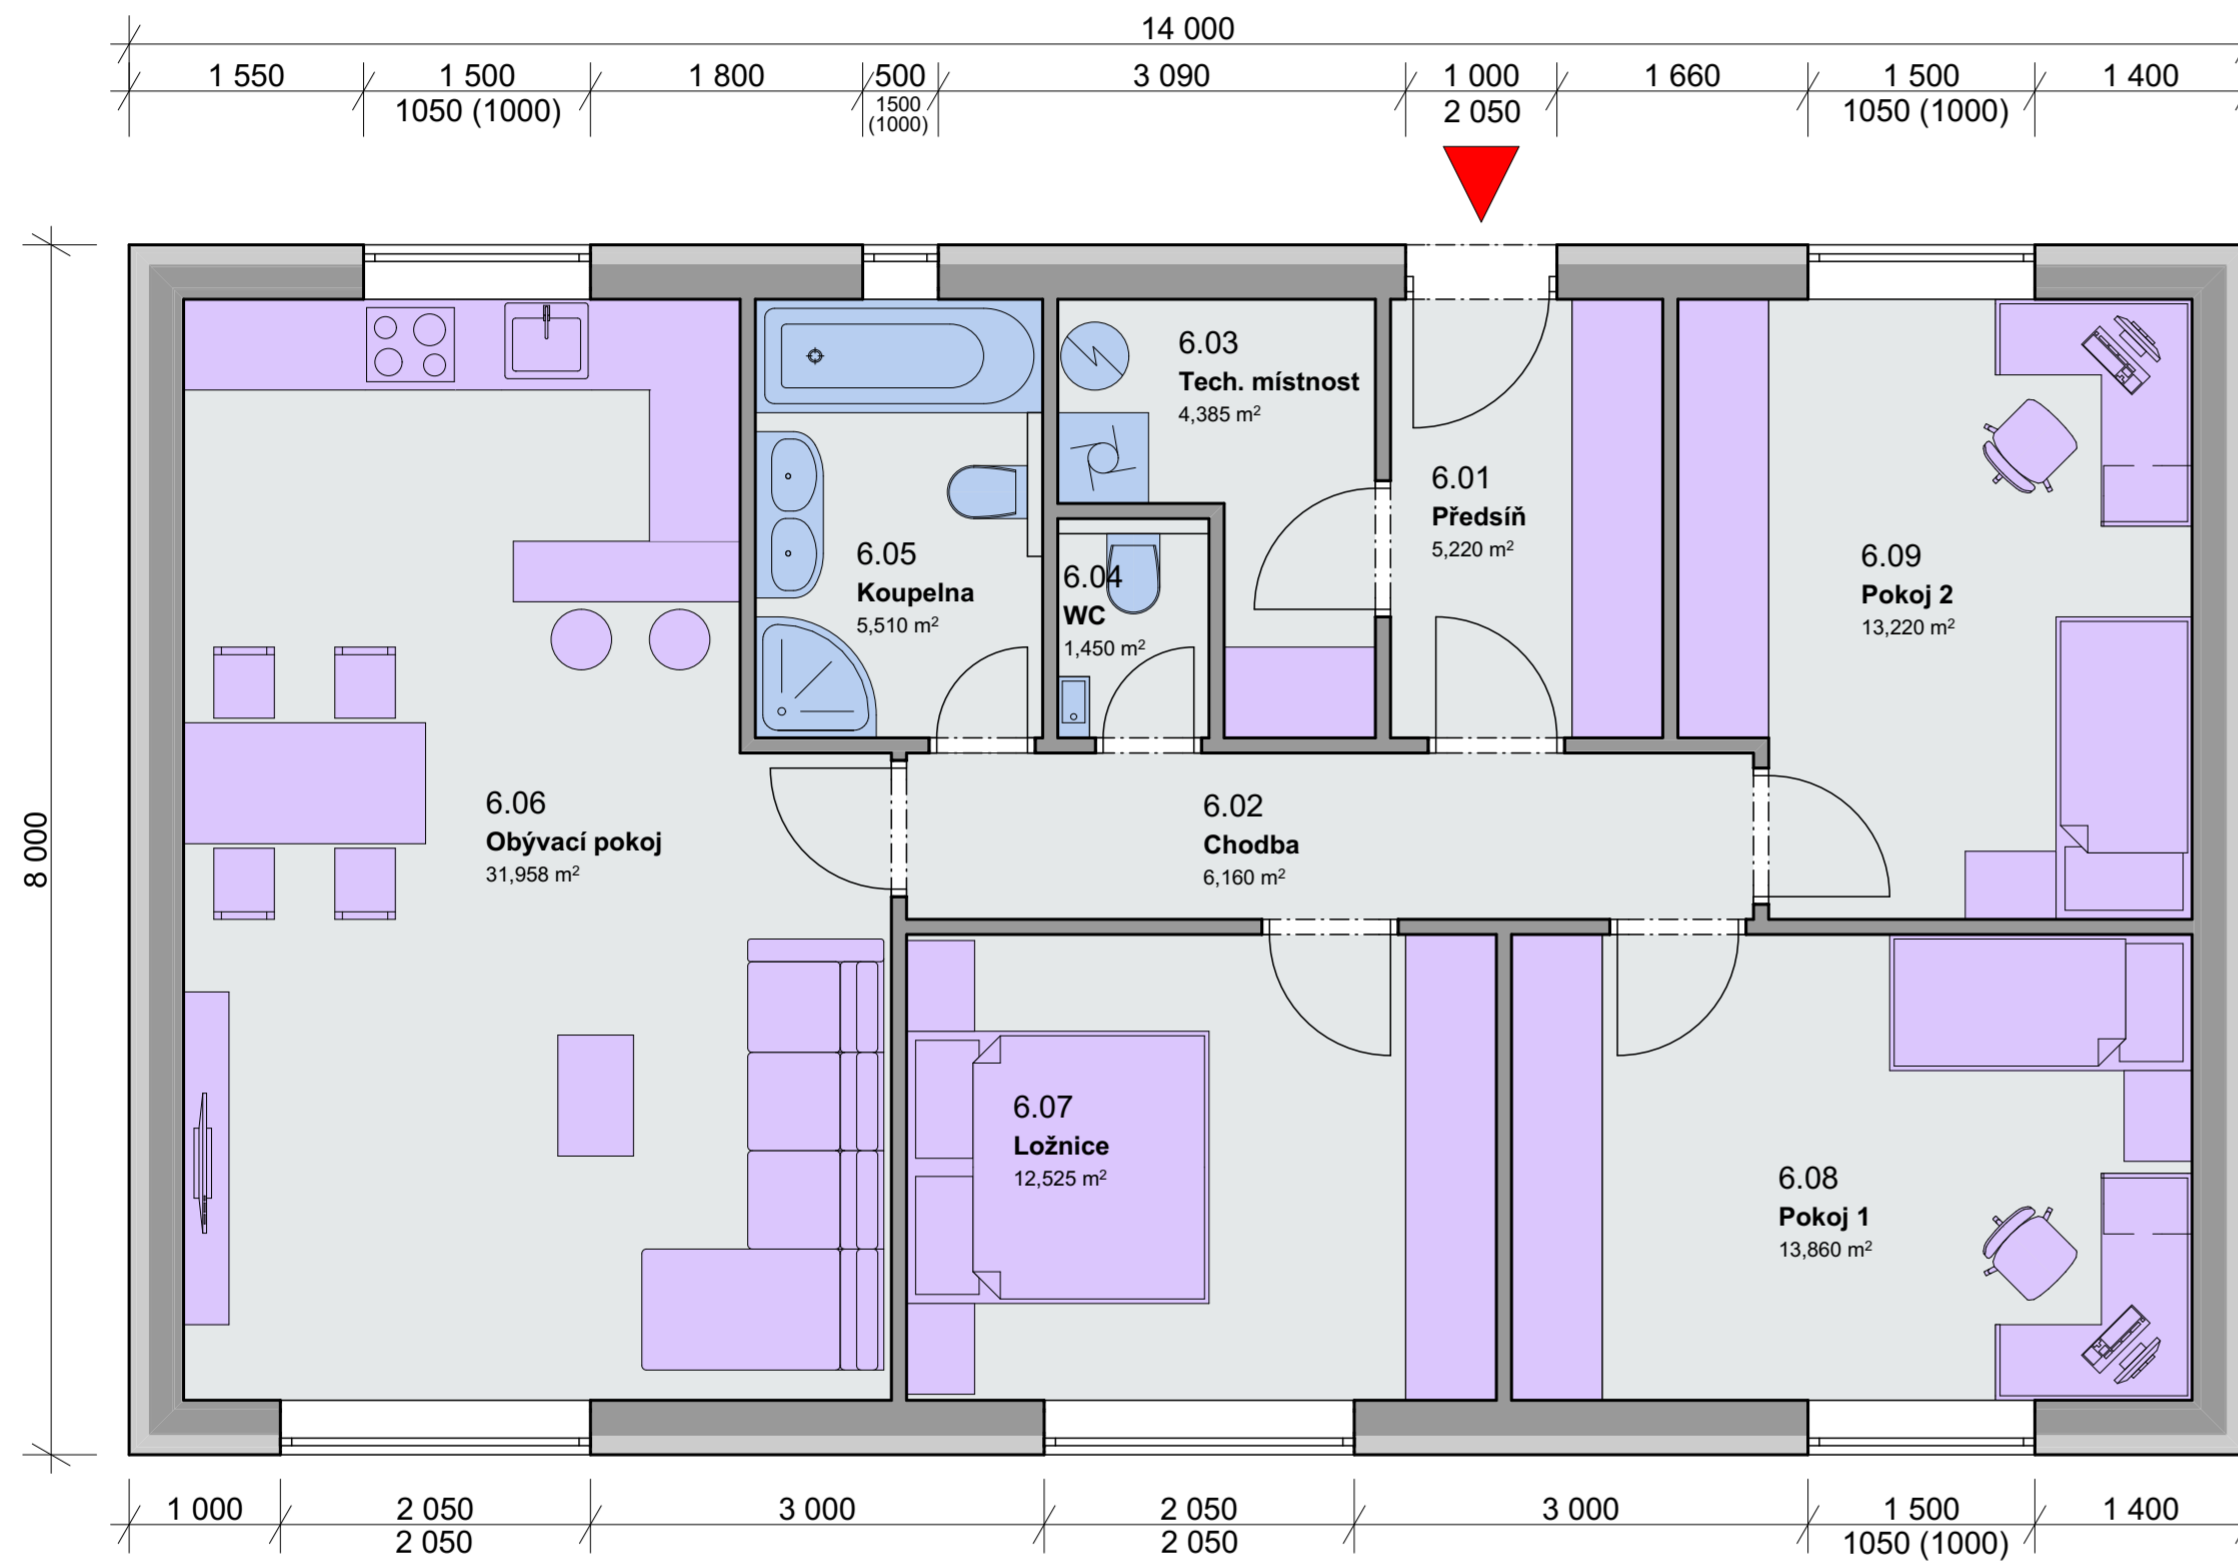 14 000
1 550
1 500
1 800
500
3 090
1 000
1 660
1 500
1 400
1050 (1000)
1500
(1000)
2 050
1050 (1000)
8 000
6.03
Tech. místnost
4,385 m²
6.01
Předsíň
5,220 m²
6.05
Koupelna
5,510 m²
6.04
WC
1,450 m²
6.09
Pokoj 2
13,220 m²
6.06
Obývací pokoj
31,958 m²
6.02
Chodba
6,160 m²
6.07
Ložnice
12,525 m²
6.08
Pokoj 1
13,860 m²
1 000
2 050
3 000
2 050
3 000
1 500
1 400
2 050
2 050
1050 (1000)